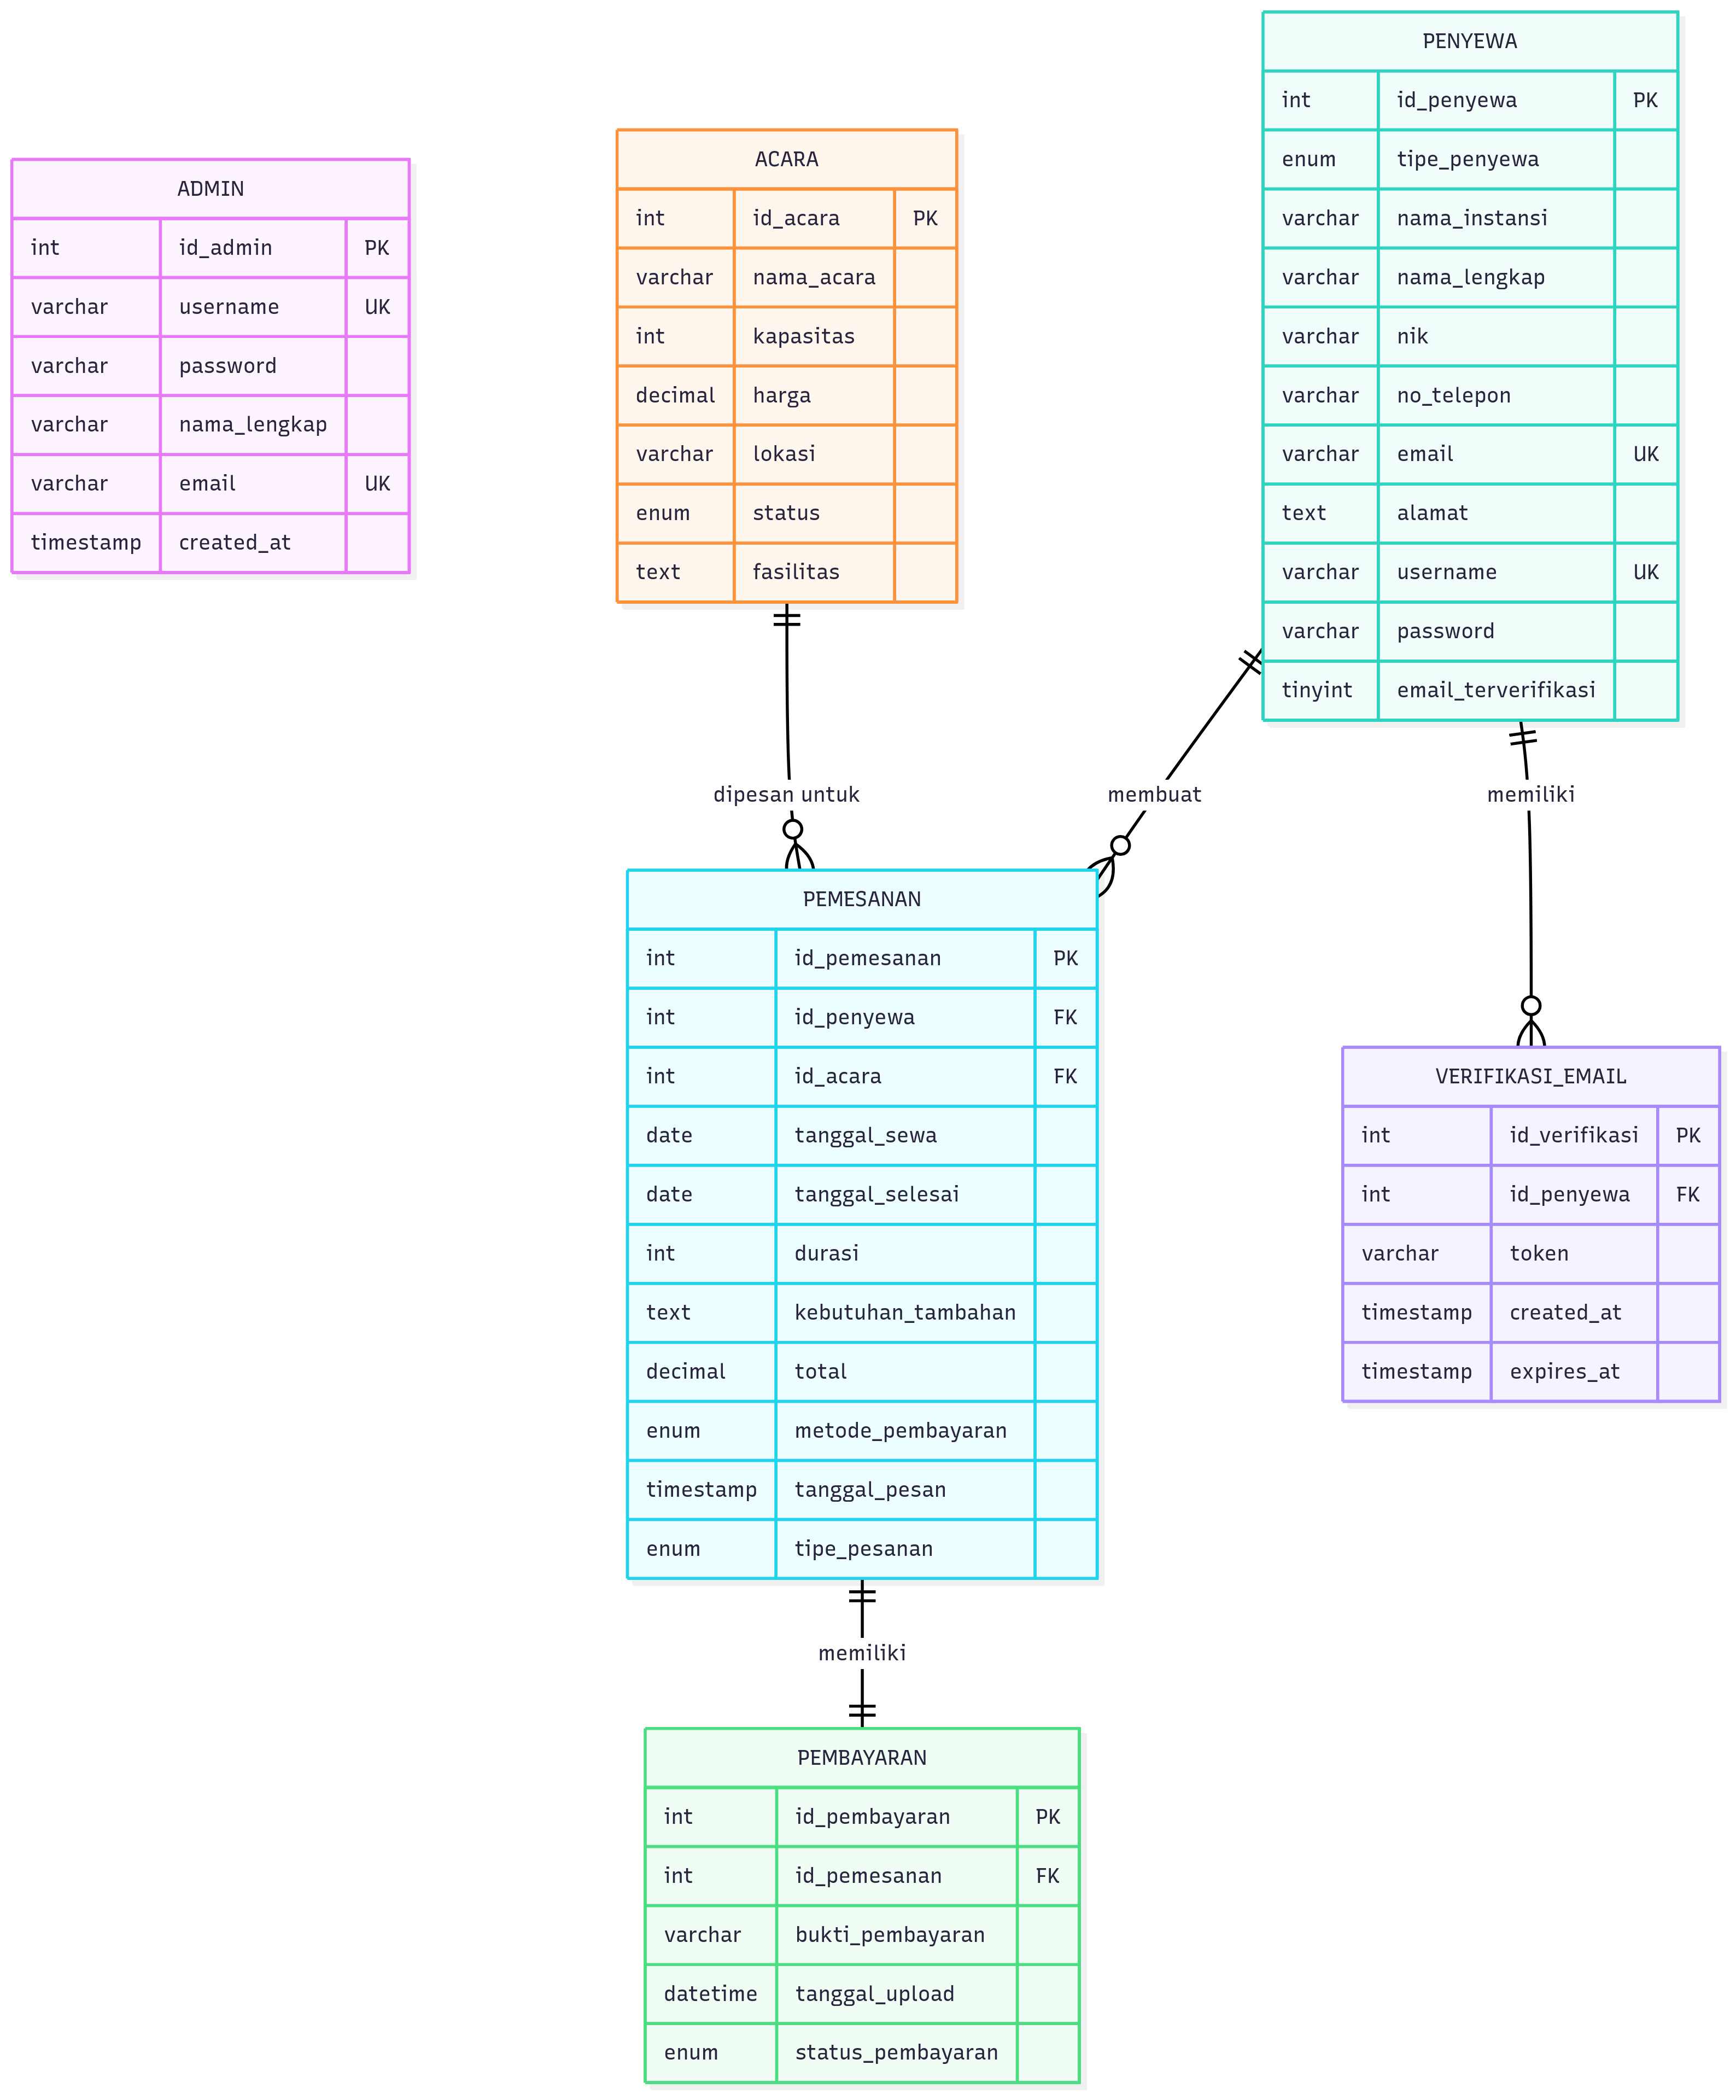 ADMIN
int id_admin PK
varchar username UK
varchar password
varchar nama_lengkap
varchar email UK
timestamp created_at
ACARA
int id_acara PK
varchar nama_acara
int kapasitas
decimal harga
varchar lokasi
enum status
text fasilitas
PENYEWA
int id_penyewa PK
enum tipe_penyewa
varchar nama_instansi
varchar nama_lengkap
varchar nik
varchar no_telepon
varchar email UK
text alamat
varchar username UK
varchar password
tinyint email_terverifikasi
dipesan untuk
membuat
memiliki
PEMESANAN
int id_pemesanan PK
int id_penyewa FK
int id_acara FK
date tanggal_sewa
date tanggal_selesai
int durasi
text kebutuhan_tambahan
decimal total
enum metode_pembayaran
timestamp tanggal_pesan
enum tipe_pesanan
VERIFIKASI_EMAIL
int id_verifikasi PK
int id_penyewa FK
varchar token
timestamp created_at
timestamp expires_at
memiliki
PEMBAYARAN
int id_pembayaran PK
int id_pemesanan FK
varchar bukti_pembayaran
datetime tanggal_upload
enum status_pembayaran